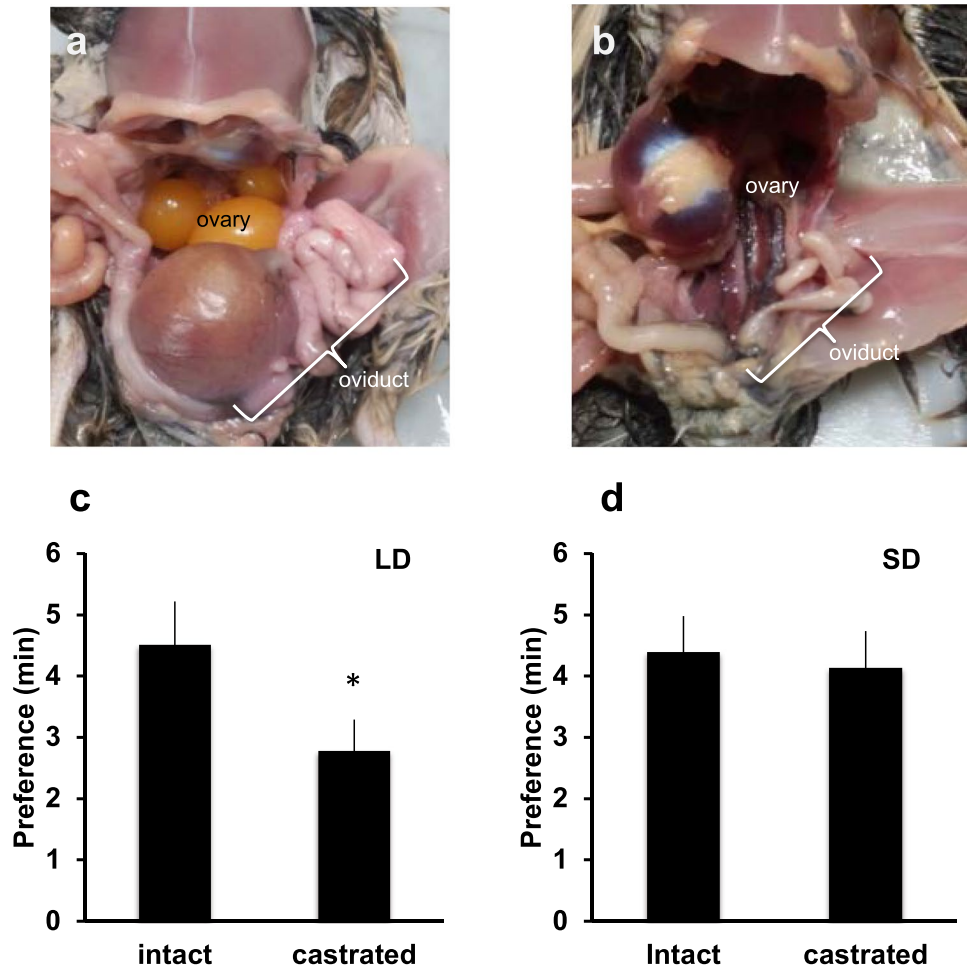 a
ovary
oviduct
b
ovary
oviduct
c
LD
Preference (min)
6
5
4
3
2
1
0
*
intact castrated
d
SD
Preference (min)
6
5
4
3
2
1
0
Intact castrated